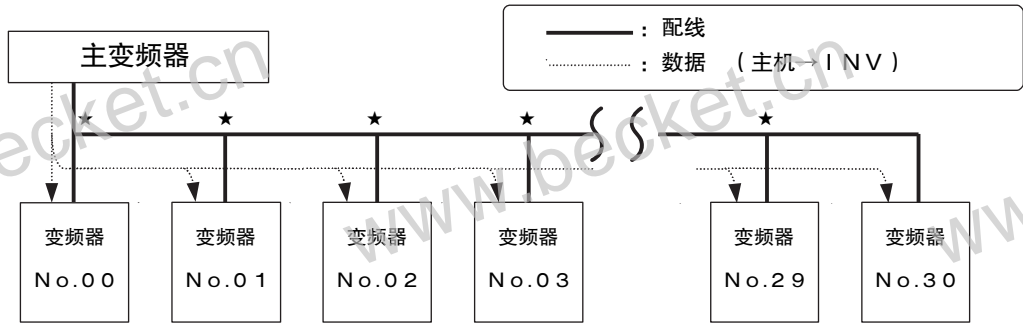 主变频器
：配线
：数据 （主机→ＩＮＶ）
★ ★ ★ ★ ★
变频器 变频器 变频器 变频器 变频器 变频器
Ｎｏ.００ Ｎｏ.０１ Ｎｏ.０２ Ｎｏ.０３ Ｎｏ.２９ Ｎｏ.３０
www.becket.cn
www.becket.cn
ww